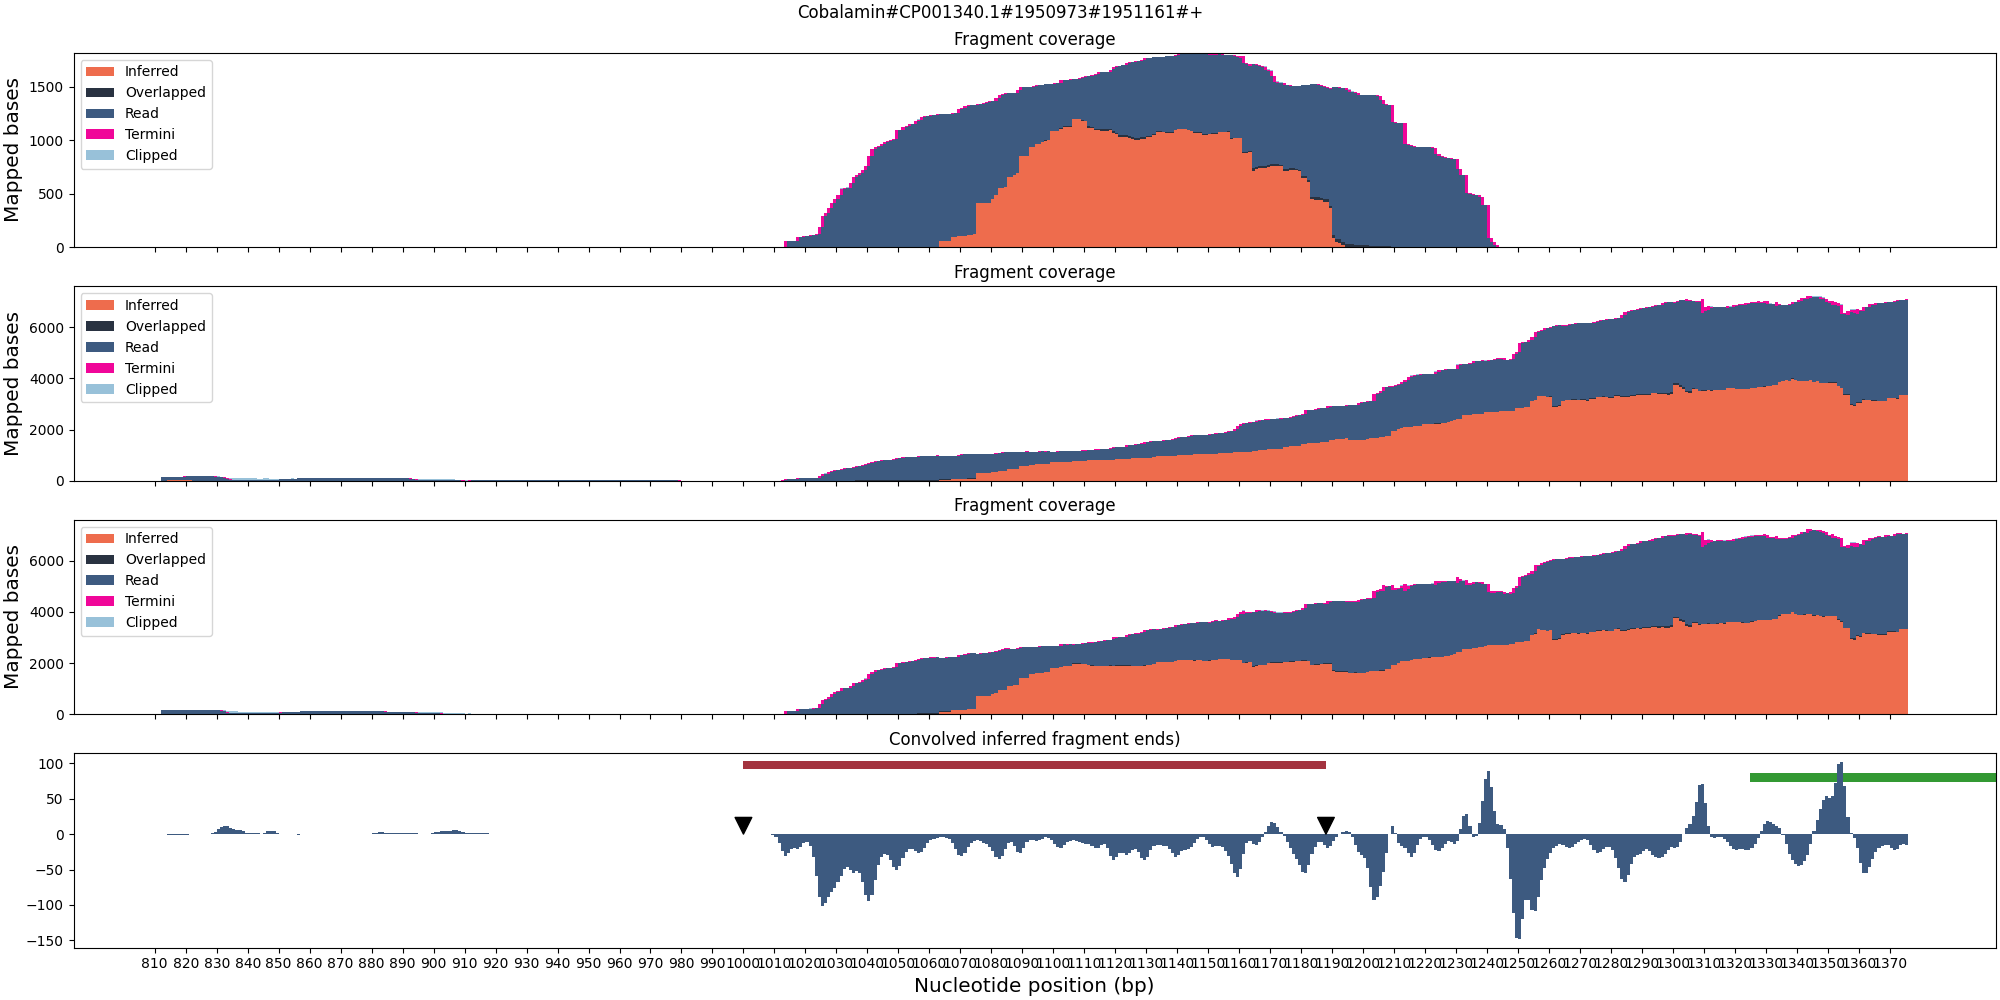 Cobalamin#CP001340.1#1950973#1951161#+
Fragment coverage
Mapped bases
1500
1000
500
0
Inferred
Overlapped
Read
Termini
Clipped
Fragment coverage
Mapped bases
6000
4000
2000
0
Inferred
Overlapped
Read
Termini
Clipped
Fragment coverage
Mapped bases
6000
4000
2000
0
Inferred
Overlapped
Read
Termini
Clipped
Convolved inferred fragment ends)
100
50
0
−50
−100
−150
810 820 830 840 850 860 870 880 890 900 910 920 930 940 950 960 970 980 990 1000 1010 1020 1030 1040 1050 1060 1070 1080 1090 1100 1110 1120 1130 1140 1150 1160 1170 1180 1190 1200 1210 1220 1230 1240 1250 1260 1270 1280 1290 1300 1310 1320 1330 1340 1350 1360 1370
Nucleotide position (bp)